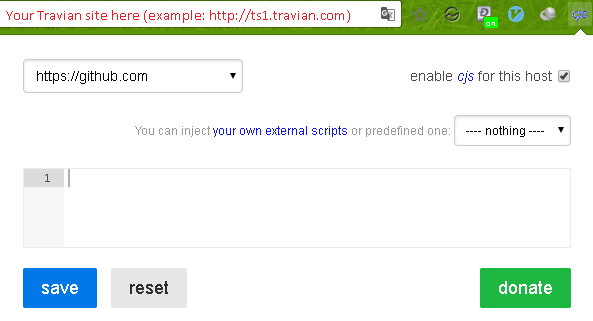 Your Travian site here (example: http://ts1.travian.com)
on
cjs
https://github.com
enable cjs for this host
You can inject your own external scripts or predefined one: ---- nothing ----
1
save reset donate